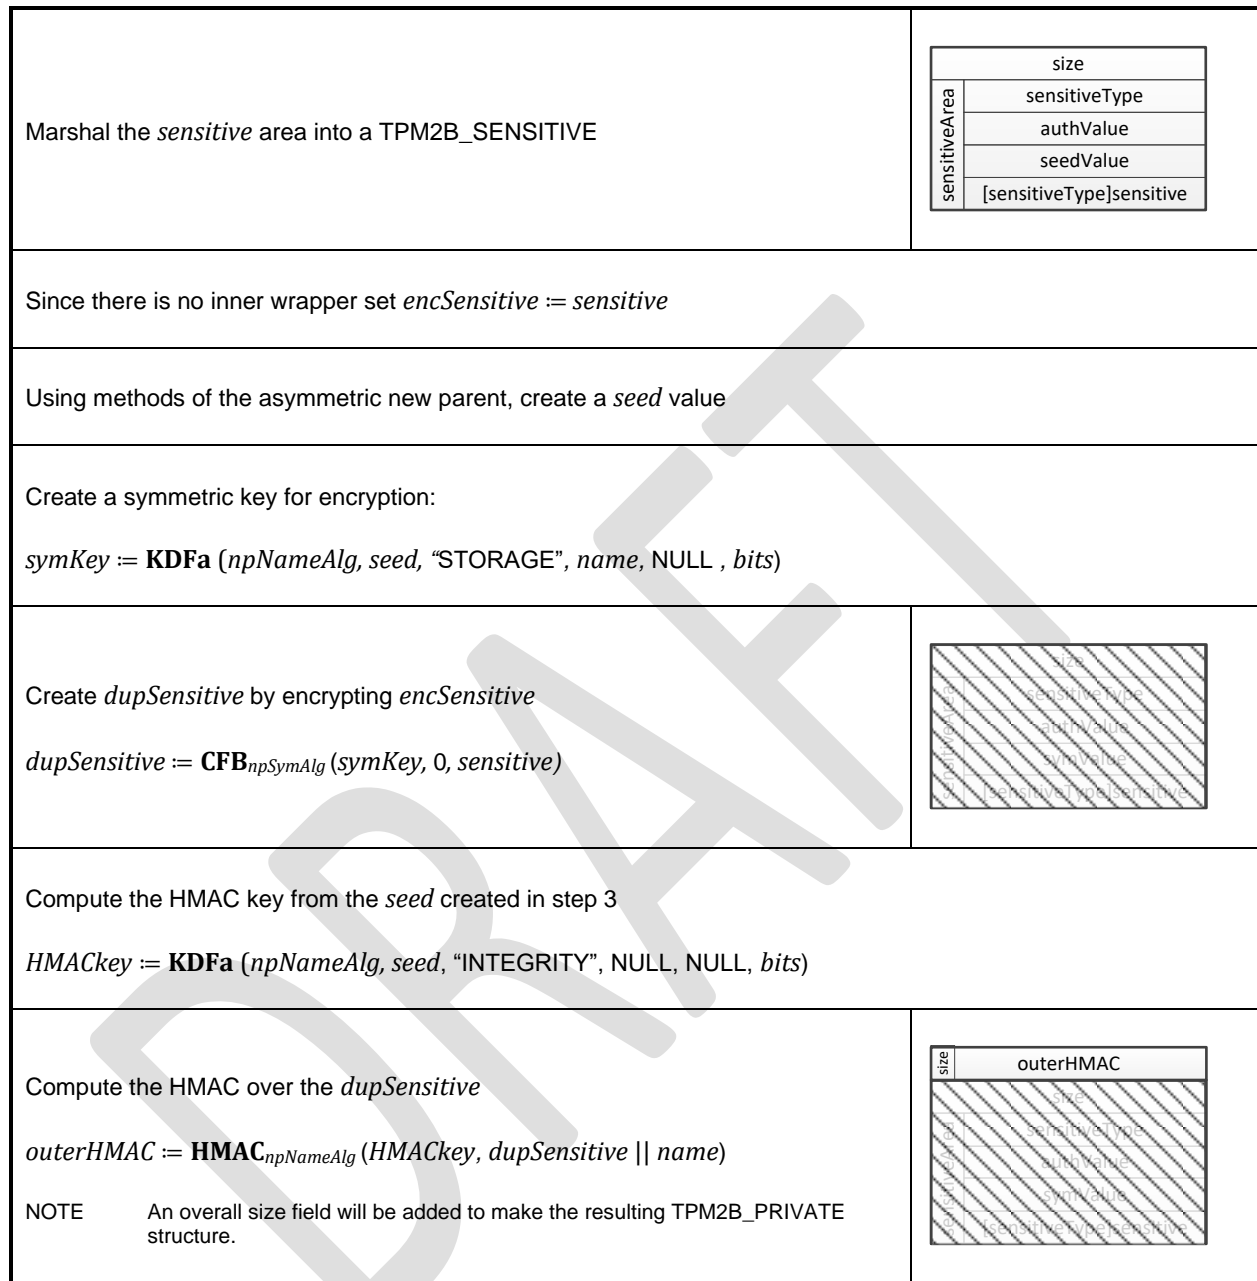 Marshal the sensitive area into a TPM2B_SENSITIVE
size
sensitiveArea
sensitiveType
authValue
seedValue
[sensitiveType]sensitive
Since there is no inner wrapper set encSensitive ≔ sensitive
Using methods of the asymmetric new parent, create a seed value
Create a symmetric key for encryption:
symKey ≔ KDFa (npNameAlg, seed, “STORAGE”, name, NULL , bits)
Create dupSensitive by encrypting encSensitive
dupSensitive ≔ CFBnpSymAlg (symKey, 0, sensitive)
size
sensitiveArea
sensitiveType
authValue
symValue
[sensitiveType]sensitive
Compute the HMAC key from the seed created in step 3
HMACkey ≔ KDFa (npNameAlg, seed, “INTEGRITY”, NULL, NULL, bits)
Compute the HMAC over the dupSensitive
outerHMAC ≔ HMACnpNameAlg (HMACkey, dupSensitive || name)
NOTE An overall size field will be added to make the resulting TPM2B_PRIVATE
structure.
size
outerHMAC
size
sensitiveArea
sensitiveType
authValue
symValue
[sensitiveType]sensitive
DRAFT